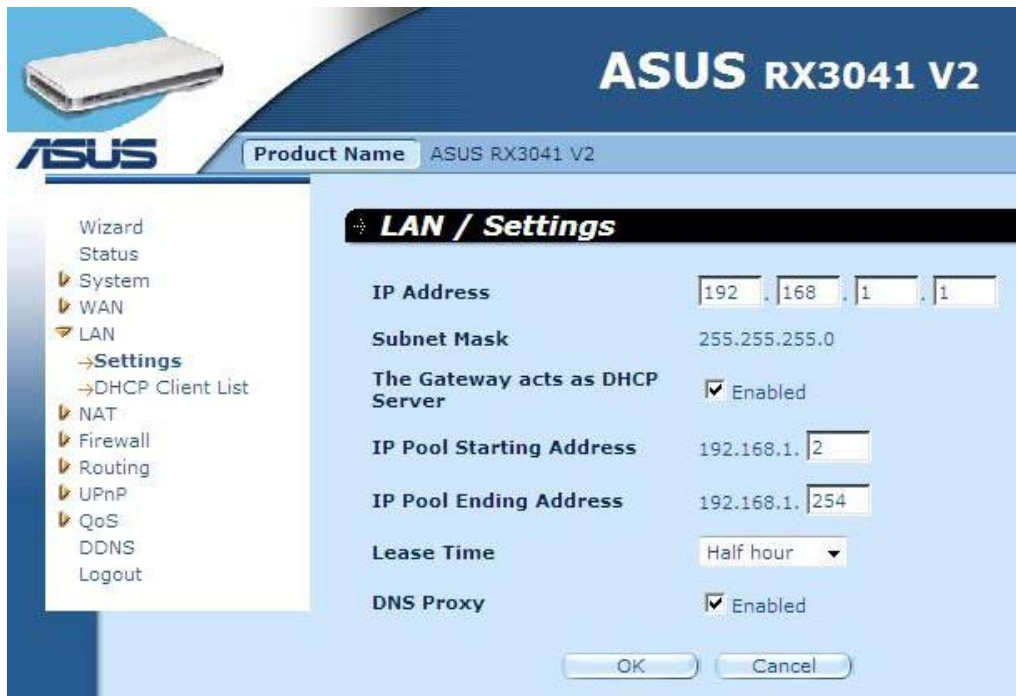 ASUS RX3041 V2
ASUS
Product Name ASUS RX3041 V2
Wizard
Status
System
WAN
LAN
→Settings
→DHCP Client List
NAT
Firewall
Routing
UPnP
QoS
DDNS
Logout
LAN / Settings
IP Address 192 . 168 . 1 . 1
Subnet Mask 255.255.255.0
The Gateway acts as DHCP
Server Enabled
IP Pool Starting Address 192.168.1. 2
IP Pool Ending Address 192.168.1. 254
Lease Time Half hour
DNS Proxy Enabled
OK Cancel